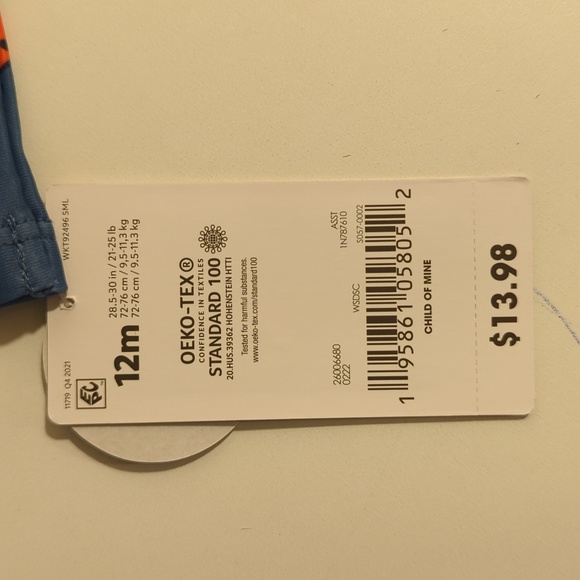 WKT92496 SML
11719 Q4 2021
12m
28.5-30 in / 21-25 lb
72-76 cm / 9,5-11,3 kg
72-76 cm / 9.5-11.3 kg
OEKO-TEX®
CONFIDENCE IN TEXTILES
STANDARD 100
20.HUS.39362 HOHENSTEIN HTTI
Tested for harmful substances.
www.oeko-tex.com/standard100
ASST
1N787610
26006680
0222
WSDSC
S057-0002
1 95861 05805 2
CHILD OF MINE
$13.98